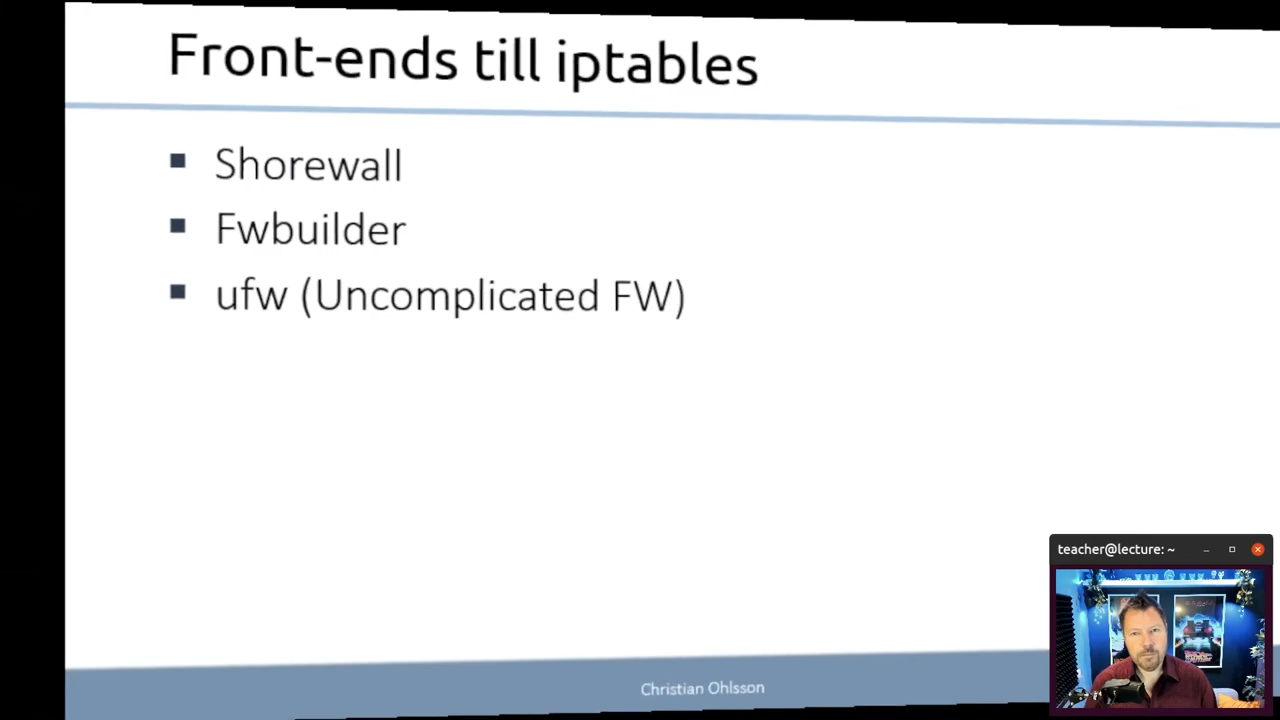 Front-ends till iptables
Shorewall
Fwbuilder
ufw (Uncomplicated FW)
teacher@lecture: ~
Christian Ohlsson